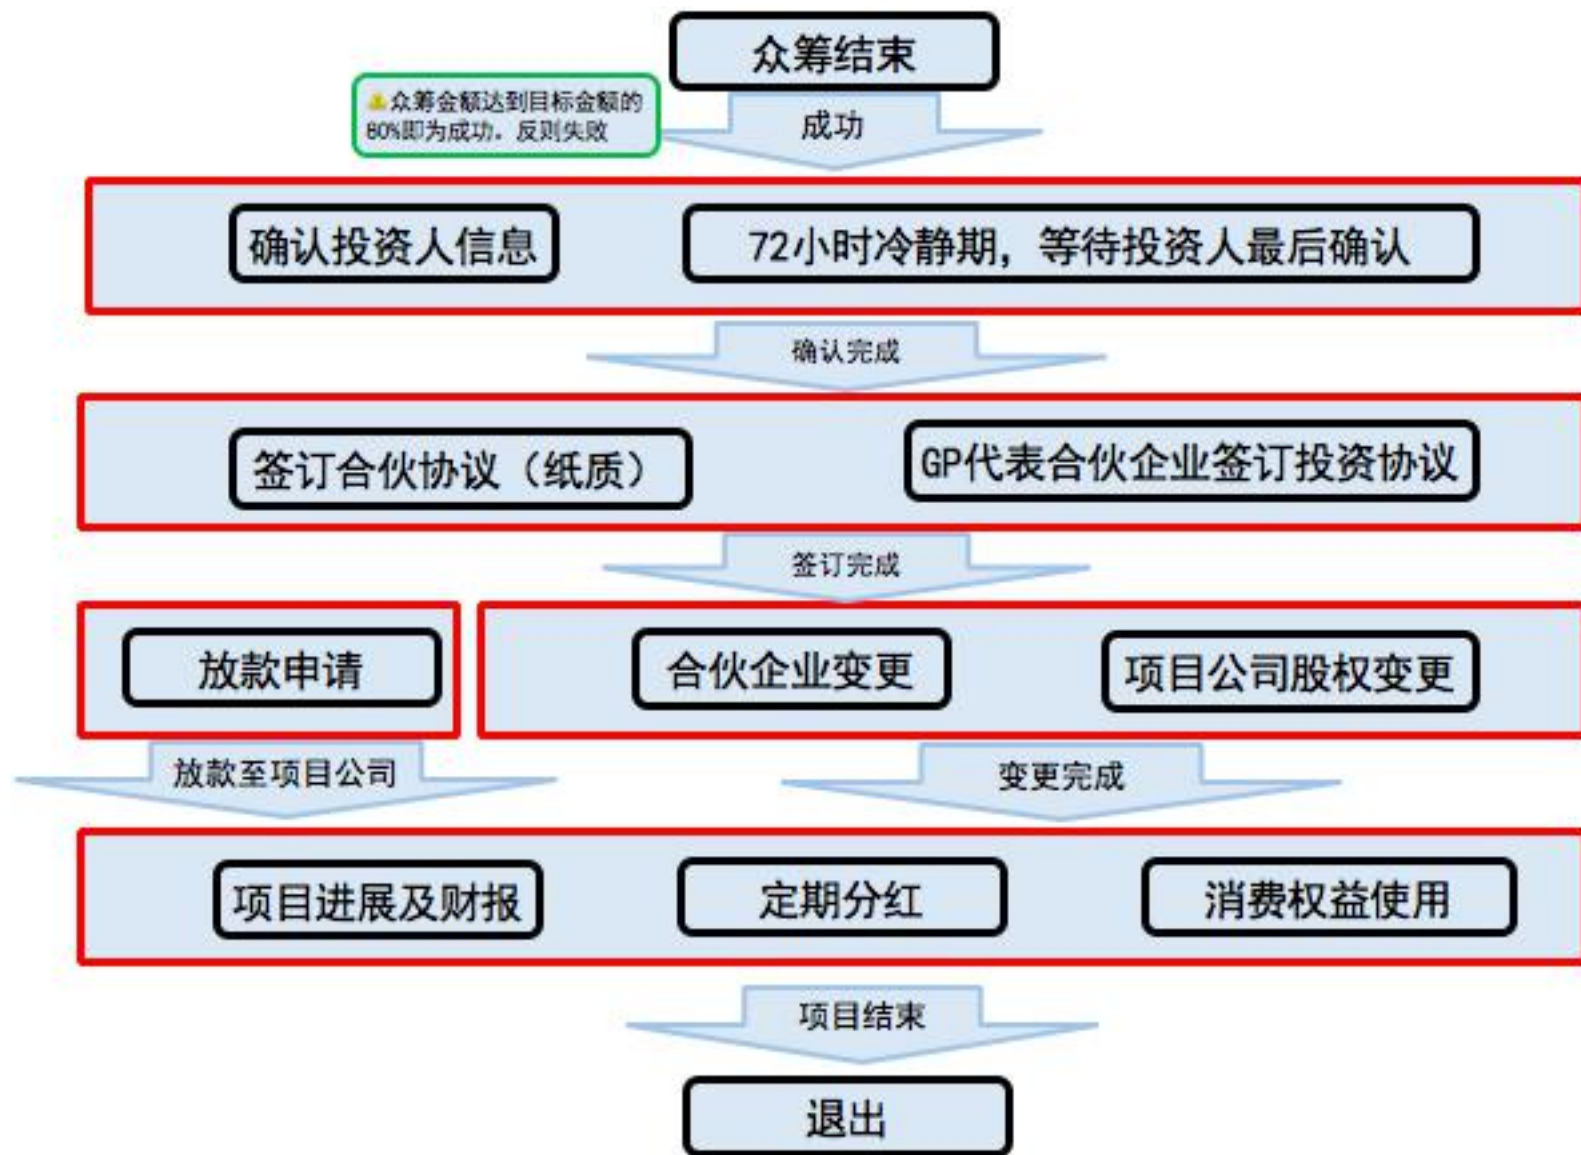 众筹结束
众筹金额达到目标金额的
80%即为成功．反则失败
成功
确认投资人信息
72小时冷静期，等待投资人最后确认
确认完成
签订合伙协议（纸质）
GP代表合伙企业签订投资协议
签订完成
放款申请
合伙企业变更
项目公司股权变更
放款至项目公司
变更完成
项目进展及财报
定期分红
消费权益使用
项目结束
退出